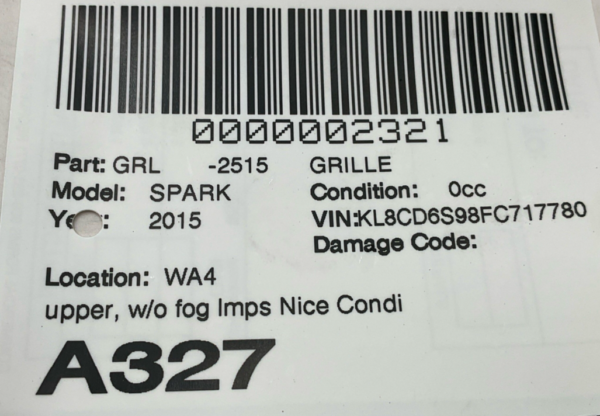 0000002321
Part: GRL -2515 GRILLE
Model: SPARK Condition: 0cc
Ye r: 2015 VIN:KL8CD6S98FC717780
Damage Code:
Location: WA4
upper, w/o fog lmps Nice Condi
A327